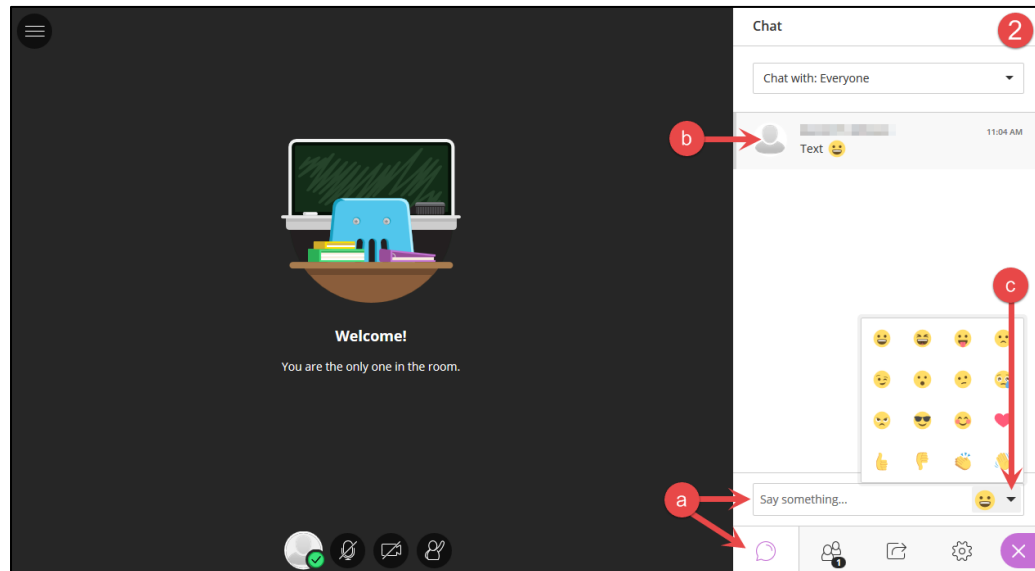 Chat
2
Chat with: Everyone
b
11:04 AM
Text
c
Welcome!
You are the only one in the room.
a
Say something...
1